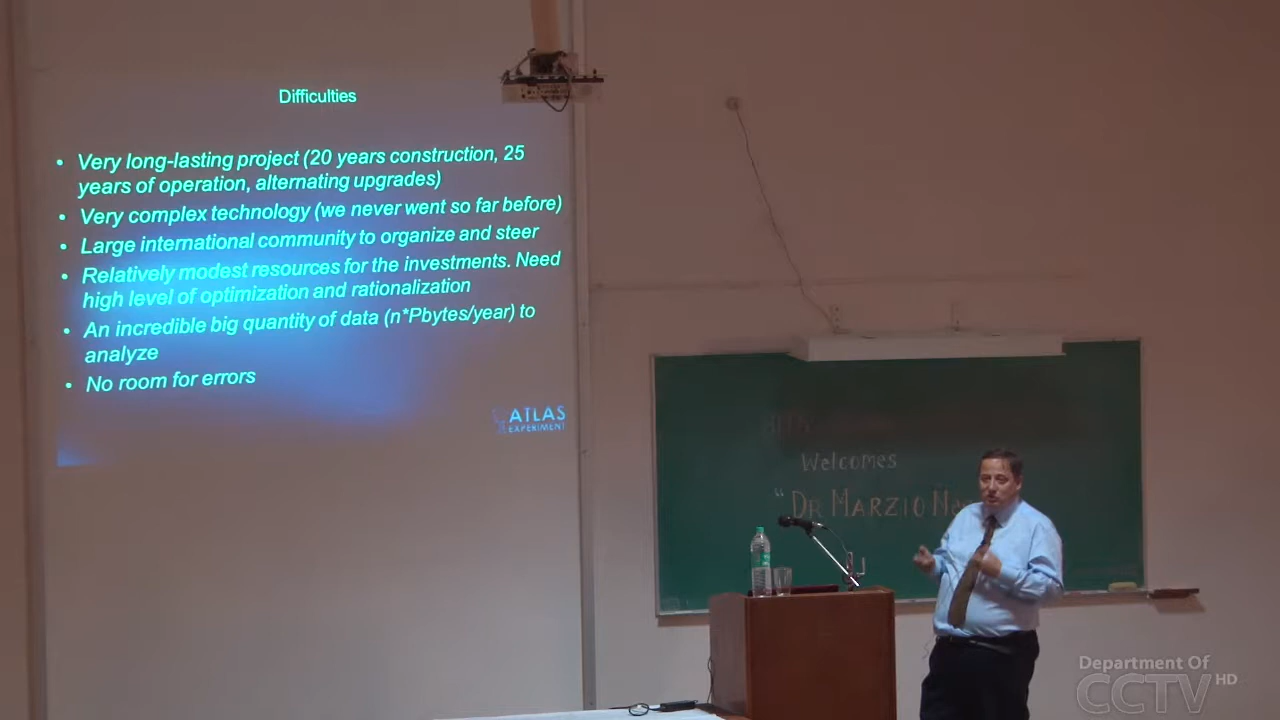 Difficulties
• Very long-lasting project (20 years construction, 25
years of operation, alternating upgrades)
• Very complex technology (we never went so far before)
• Large international community to organize and steer
• Relatively modest resources for the investments. Need
high level of optimization and rationalization
• An incredible big quantity of data (n*Pbytes/year) to
analyze
• No room for errors
ATLAS
EXPERIMENT
Welcomes
"DR MARZIO
Department Of
CCTV HD